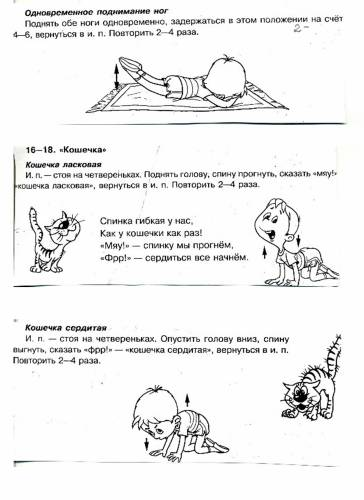 Одновременное поднимание ног
Поднять обе ноги одновременно, задержаться в этом положении на счёт
4—6, вернуться в и. п. Повторить 2—4 раза.
2-
16—18. «Кошечка»
Кошечка ласковая
И. п. — стоя на четвереньках. Поднять голову, спину прогнуть, сказать «мяу!»
«кошечка ласковая», вернуться в и. п. Повторить 2—4 раза.
Спинка гибкая у нас,
Как у кошечки как раз!
«Мяу!» — спинку мы прогнём,
«Фрр!» — сердиться все начнём.
Кошечка сердитая
И. п. — стоя на четвереньках. Опустить голову вниз, спину
выгнуть, сказать «фрр!» — «кошечка сердитая», вернуться в и. п.
Повторить 2—4 раза.